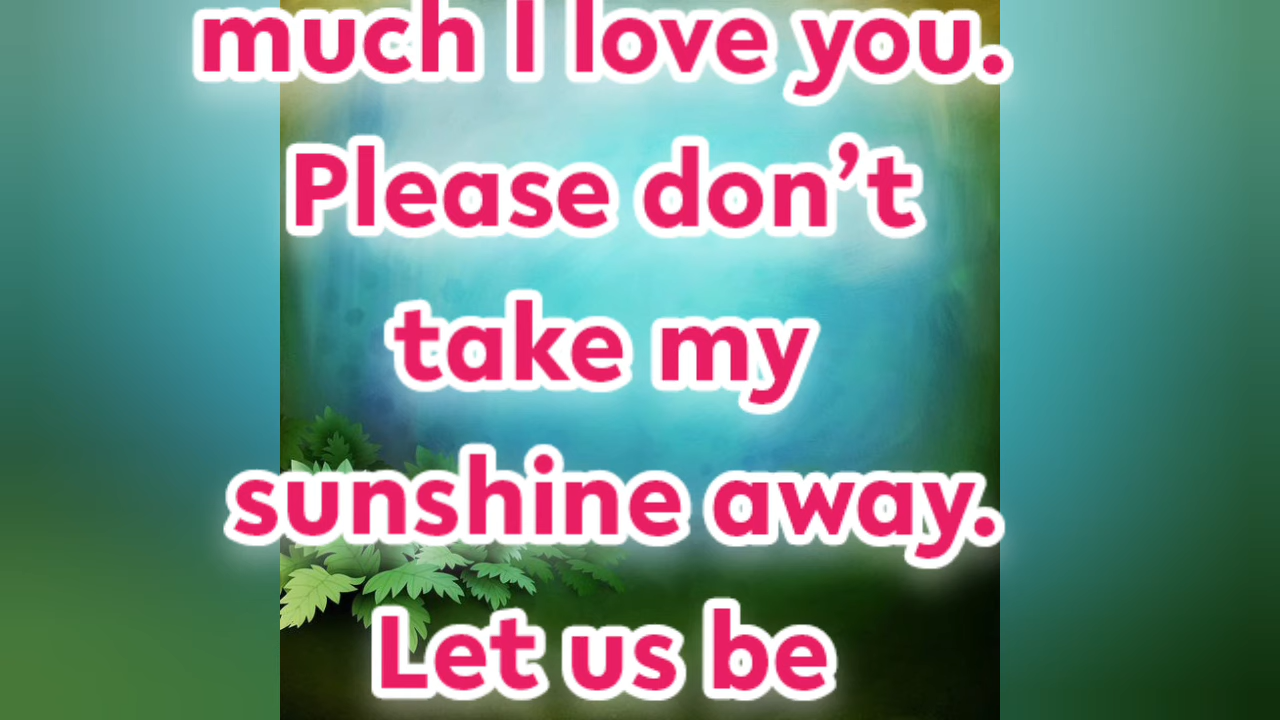 much I love you.
Please don’t
take my
sunshine away.
Let us be